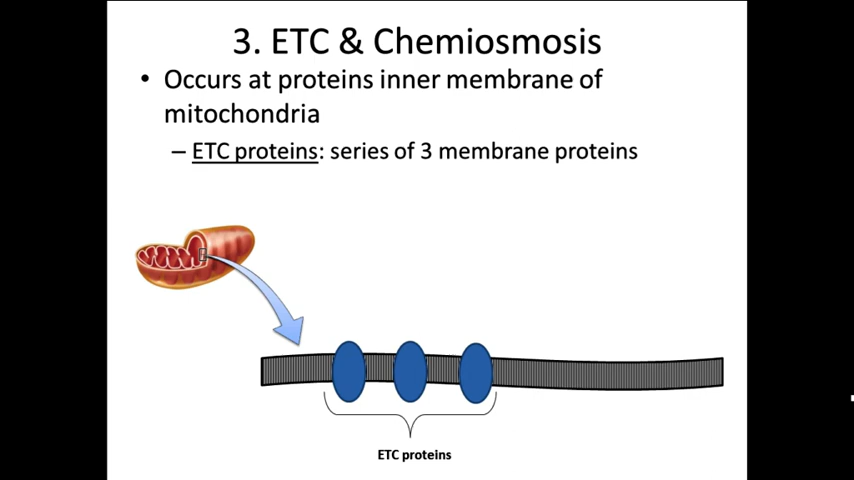 3. ETC & Chemiosmosis
• Occurs at proteins inner membrane of
mitochondria
– ETC proteins: series of 3 membrane proteins
ETC proteins